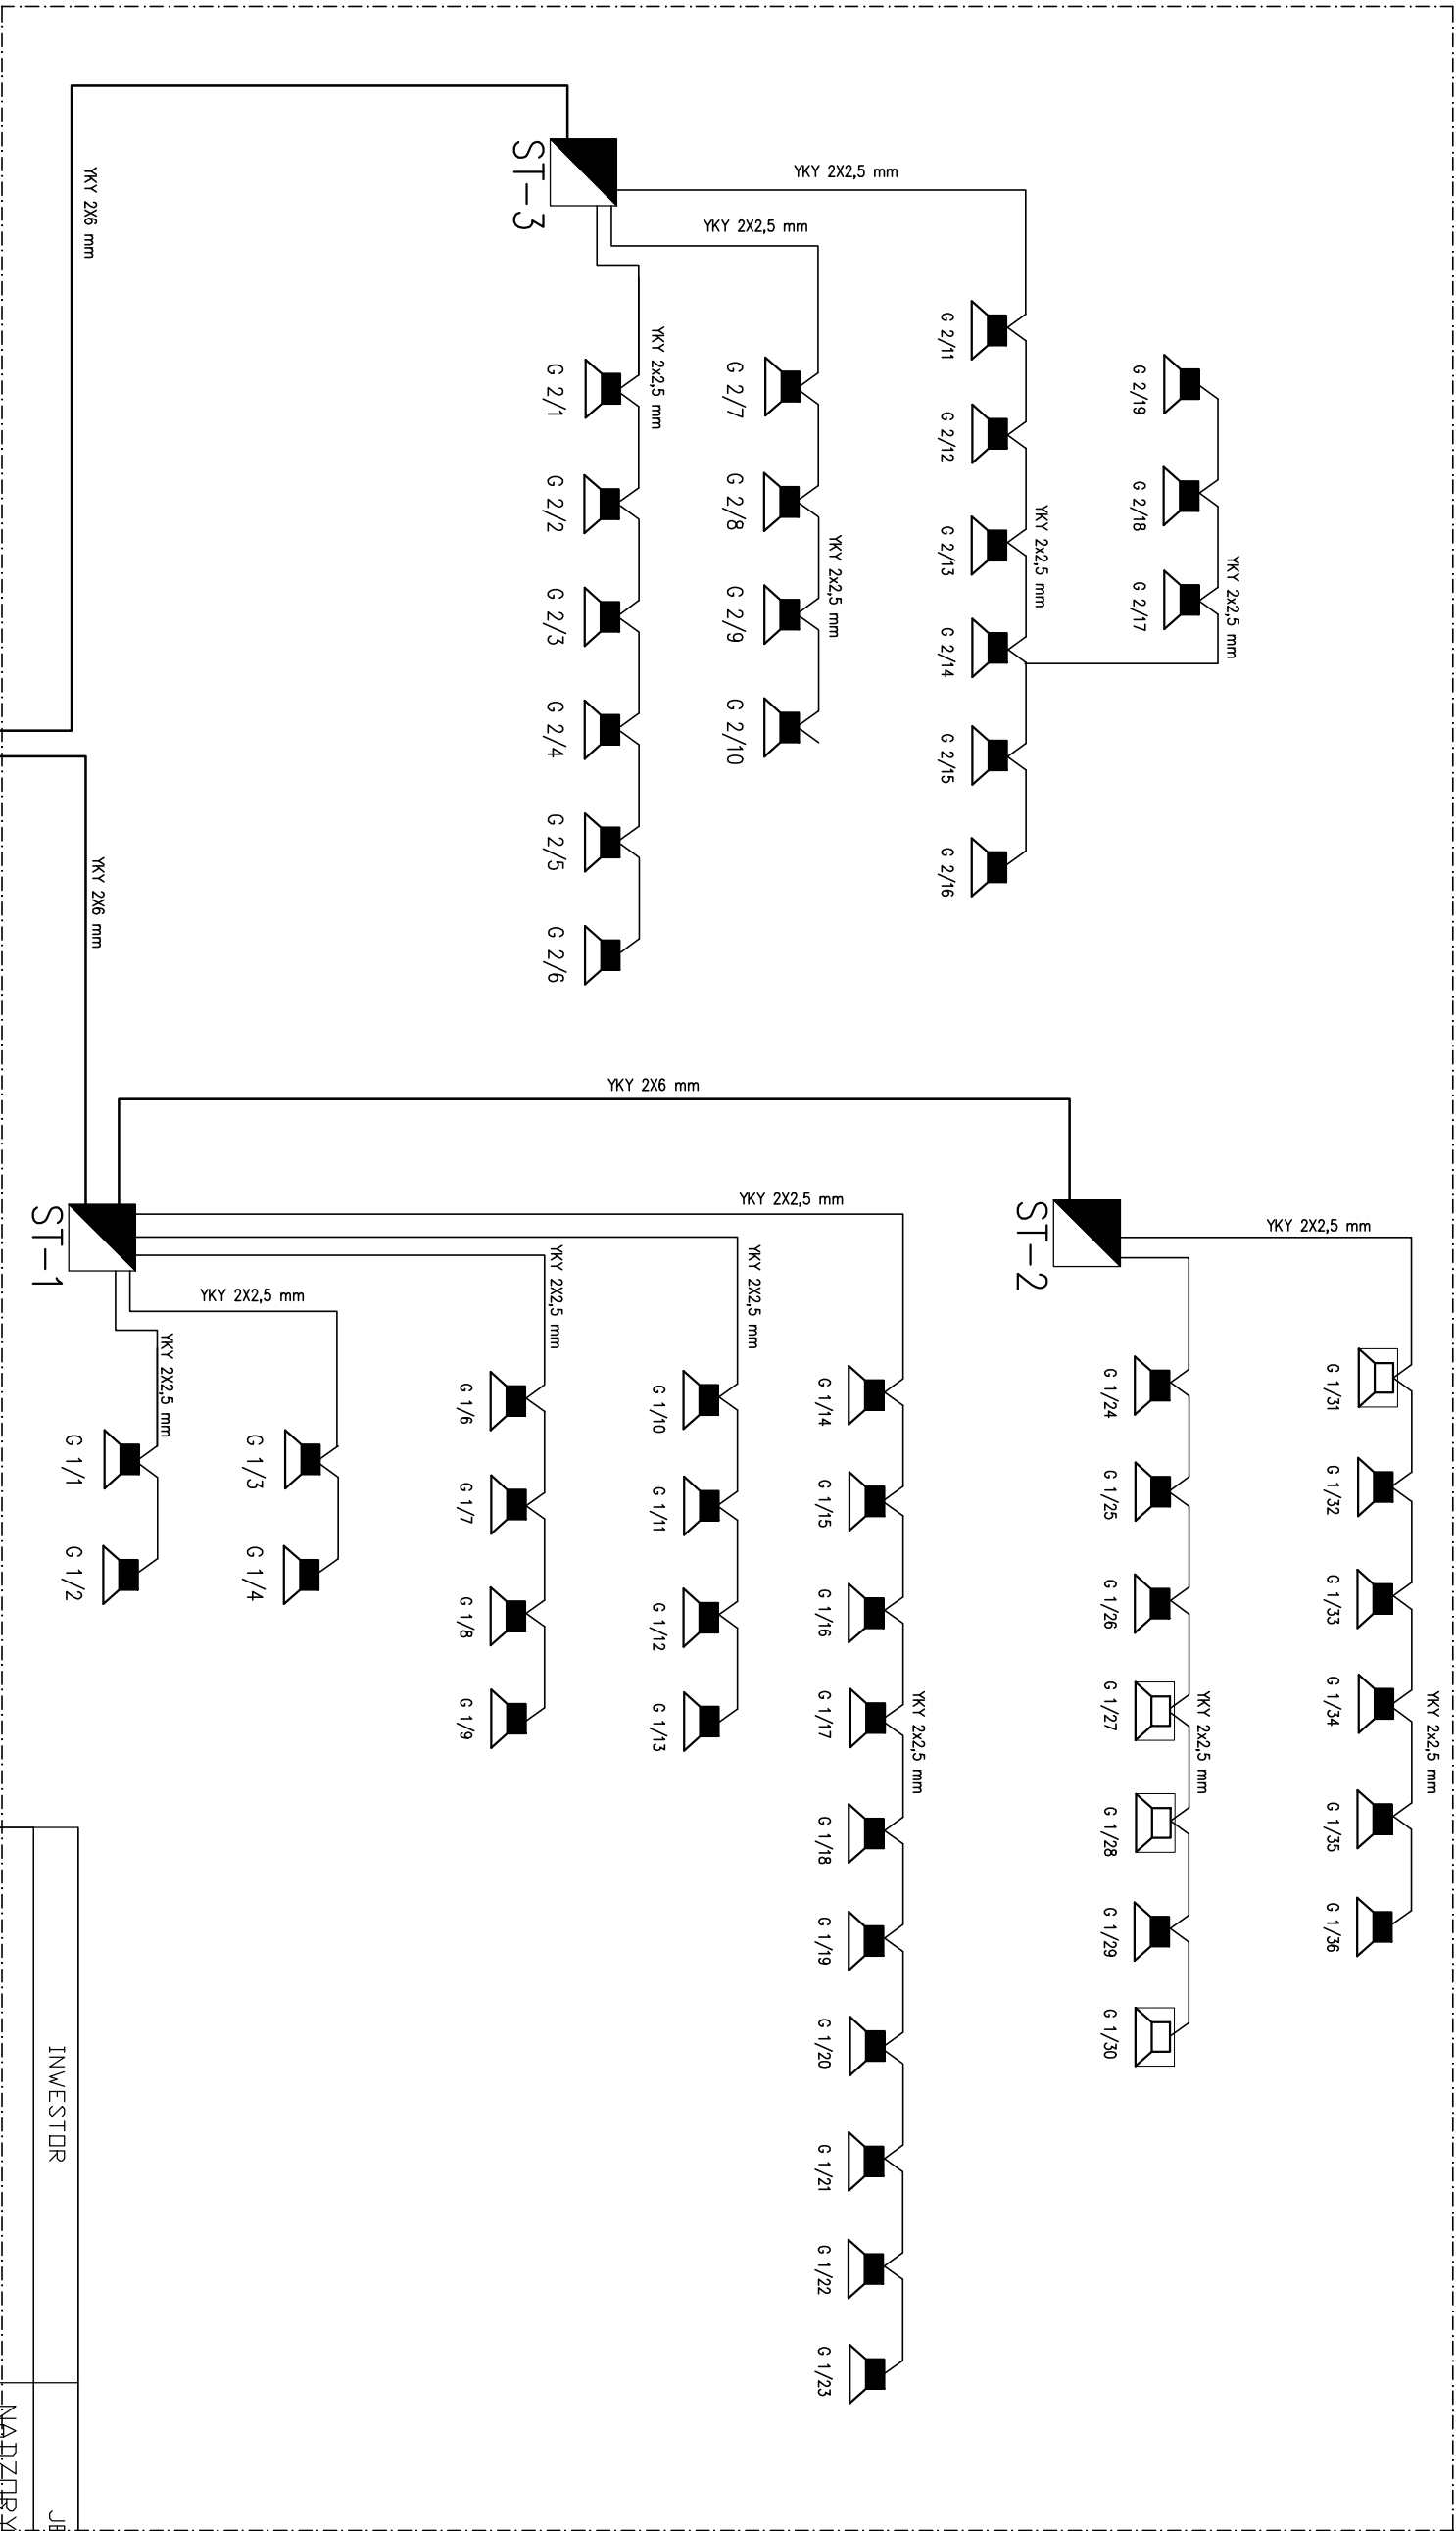 YKY 2X2,5 mm
YKY 2x2,5 mm
G 1/31
G 1/32
G 1/33
G 1/34
G 1/35
G 1/36
YKY 2x2,5 mm
G 2/19
G 2/18
G 2/17
ST-2
YKY 2x2,5 mm
G 1/24
G 1/25
G 1/26
G 1/27
G 1/28
G 1/29
G 1/30
YKY 2X2,5 mm
YKY 2x2,5 mm
G 2/11
G 2/12
G 2/13
G 2/14
G 2/15
G 2/16
YKY 2X2,5 mm
YKY 2x2,5 mm
G 1/14
G 1/15
G 1/16
G 1/17
G 1/18
G 1/19
G 1/20
G 1/21
G 1/22
G 1/23
YKY 2X2,5 mm
YKY 2x2,5 mm
G 2/7
G 2/8
G 2/9
G 2/10
YKY 2X2,5 mm
G 1/10
G 1/11
G 1/12
G 1/13
YKY 2X6 mm
ST-3
YKY 2x2,5 mm
G 2/1
G 2/2
G 2/3
G 2/4
G 2/5
G 2/6
YKY 2X2,5 mm
G 1/6
G 1/7
G 1/8
G 1/9
YKY 2X2,5 mm
G 1/3
G 1/4
YKY 2X2,5 mm
G 1/1
G 1/2
YKY 2X6 mm
YKY 2X6 mm
ST-1
INWESTOR
NADZORY